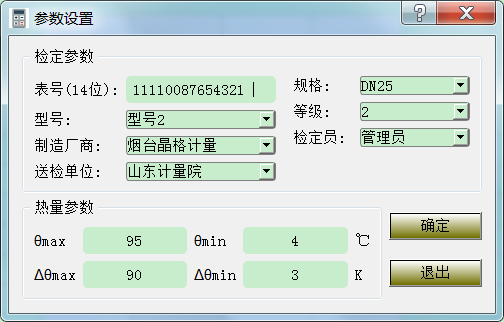 参数设置
检定参数
表号(14位): 11110087654321
规格: DN25
型号: 型号2
等级: 2
制造厂商: 烟台晶格计量
检定员: 管理员
送检单位: 山东计量院
热量参数
θmax 95 θmin 4 ℃
Δθmax 90 Δθmin 3 K
确定
退出